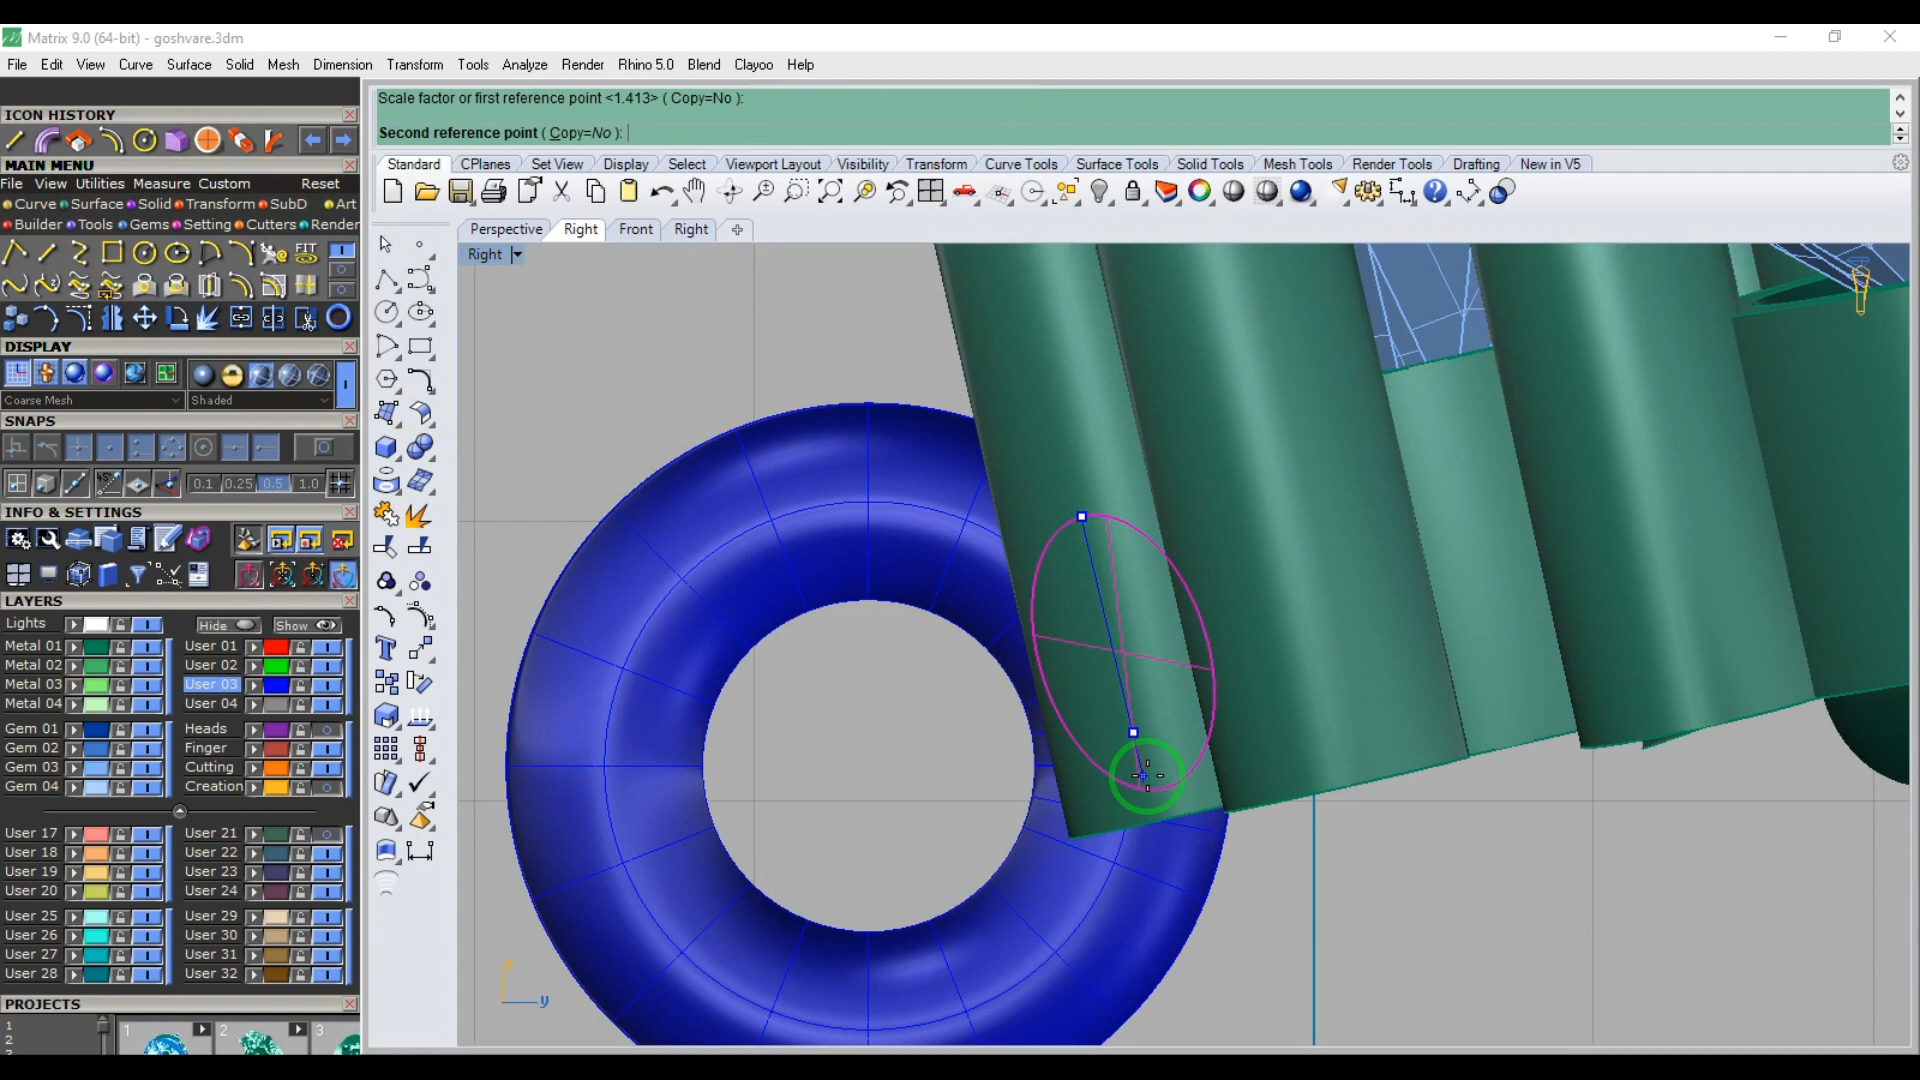 Matrix 9.0 (64-bit) - goshvare.3dm
File Edit View Curve Surface Solid Mesh Dimension Transform Tools Analyze Render Rhino 5.0 Blend Clayoo Help
Scale factor or first reference point <1.413> ( Copy=No ):
Second reference point ( Copy=No ):
Standard CPlanes Set View Display Select Viewport Layout Visibility Transform Curve Tools Surface Tools Solid Tools Mesh Tools Render Tools Drafting New in V5
Perspective Right Front Right
Right
y
ICON HISTORY
MAIN MENU
File View Utilities Measure Custom Reset
Curve Surface Solid Transform SubD Art
Builder Tools Gems Setting Cutters Render
FIT
DISPLAY
Coarse Mesh Shaded
SNAPS
45° 0.1 0.25 0.5 1.0
INFO & SETTINGS
LAYERS
Lights Hide Show
Metal 01 User 01
Metal 02 User 02
Metal 03 User 03
Metal 04 User 04
Gem 01 Heads
Gem 02 Finger
Gem 03 Cutting
Gem 04 Creation
User 17 User 21
User 18 User 22
User 19 User 23
User 20 User 24
User 25 User 29
User 26 User 30
User 27 User 31
User 28 User 32
PROJECTS
1 1 2 3
2